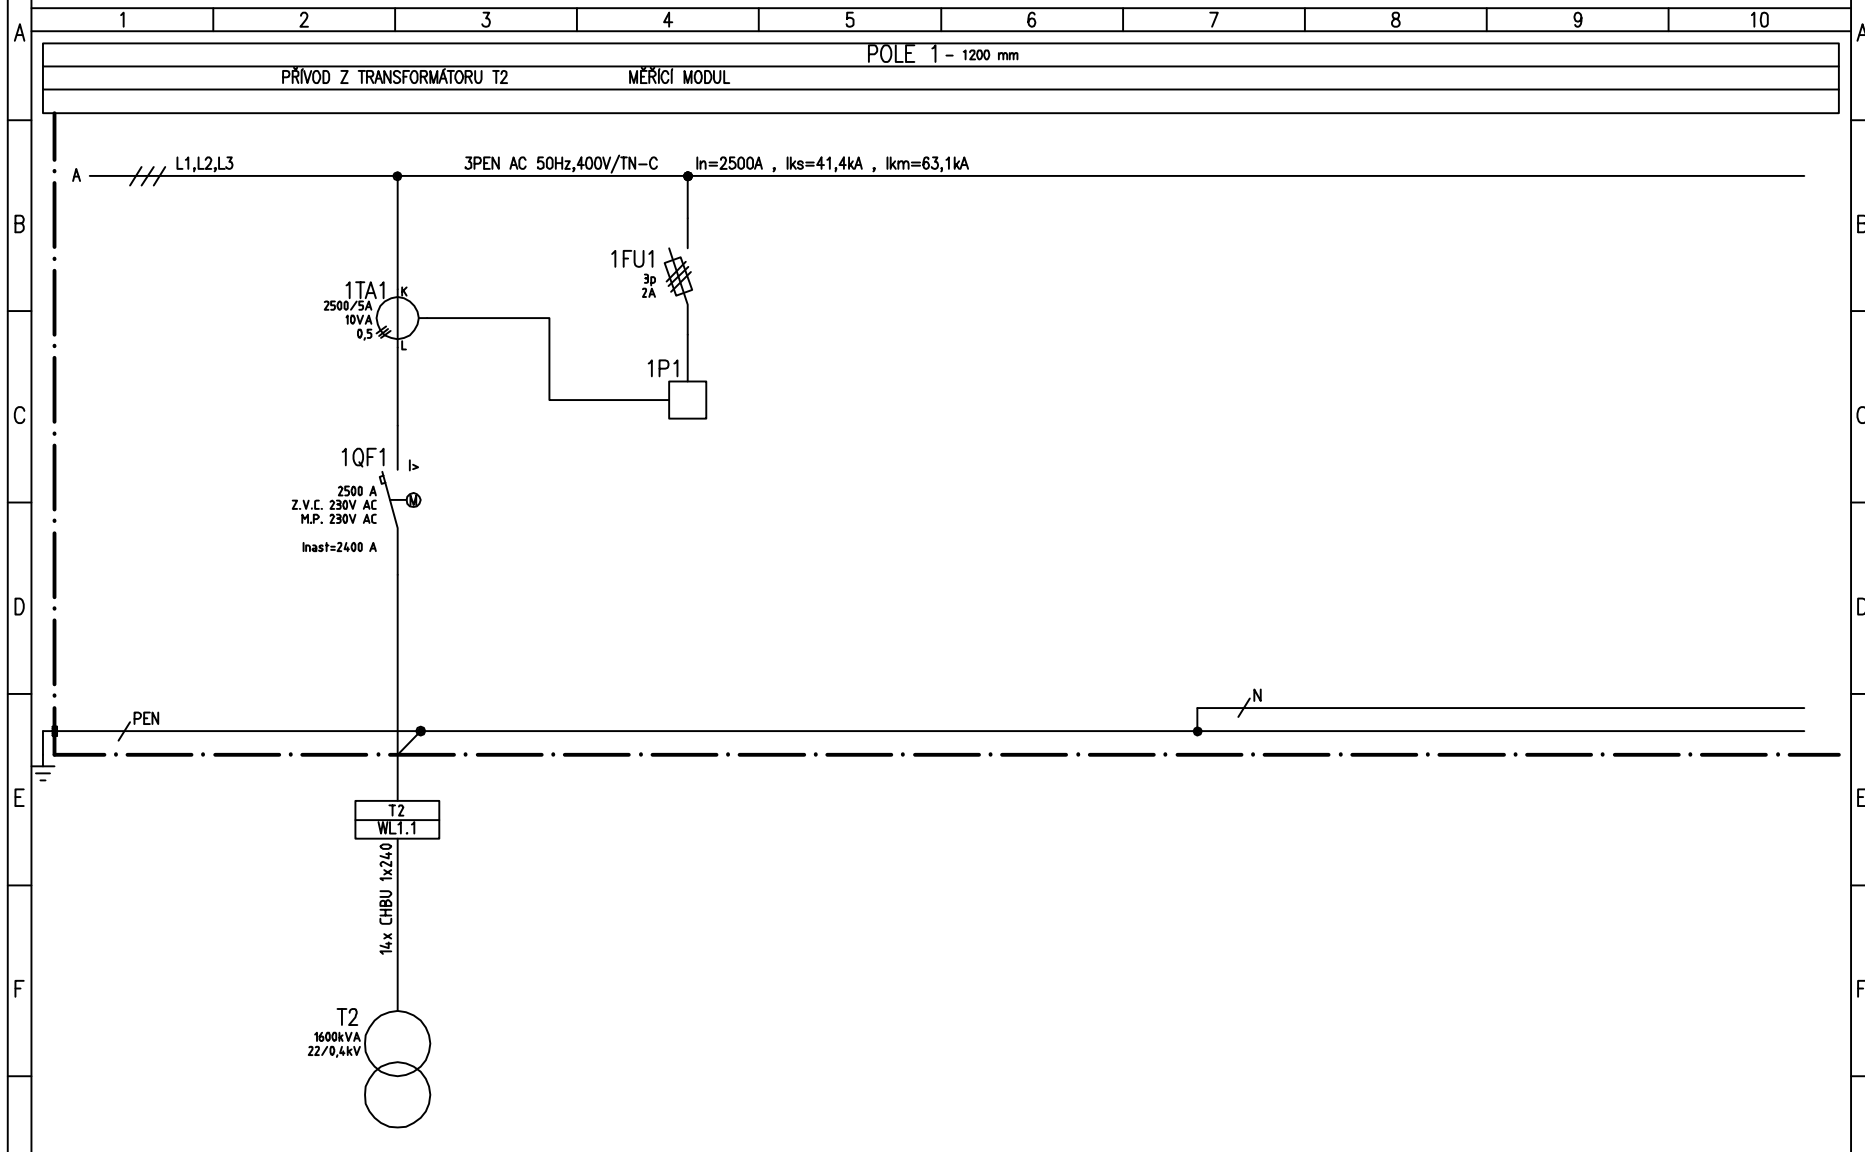 1 2 3 4 5 6 7 8 9 10
A A
POLE 1 - 1200 mm
PŘÍVOD Z TRANSFORMÁTORU T2 MĚŘÍCÍ MODUL
A L1,L2,L3 3PEN AC 50Hz,400V/TN-C In=2500A , Iks=41,4kA , Ikm=63,1kA
B B
1FU1
3p
2A
1TA1 K
2500/5A
10VA
0,5
L
1P1
C C
1QF1 I>
2500 A
Z.V.C. 230V AC
M.P. 230V AC
M
Inast=2400 A
D D
N
PEN
E E
T2
WL1.1
14x CHBU 1x240
F F
T2
1600kVA
22/0,4kV